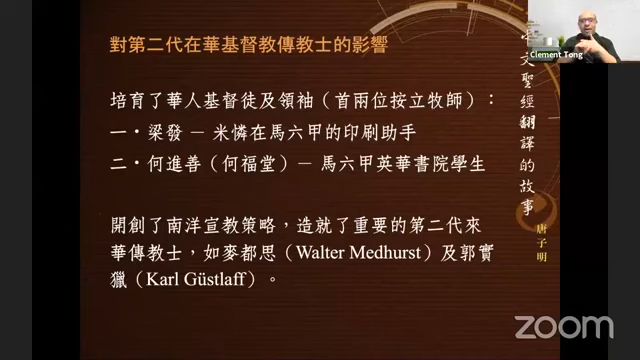 對第二代在華基督教傳教士的影響
培育了華人基督徒及領袖（首兩位按立牧師）：
一・梁發 － 米憐在馬六甲的印刷助手
二・何進善（何福堂）－ 馬六甲英華書院學生
開創了南洋宣教策略，造就了重要的第二代來
華傳教士，如麥都思（Walter Medhurst）及郭實
獵（Karl Güstlaff）。
文聖經翻譯的故事
唐子明
Clement Tong
zoom